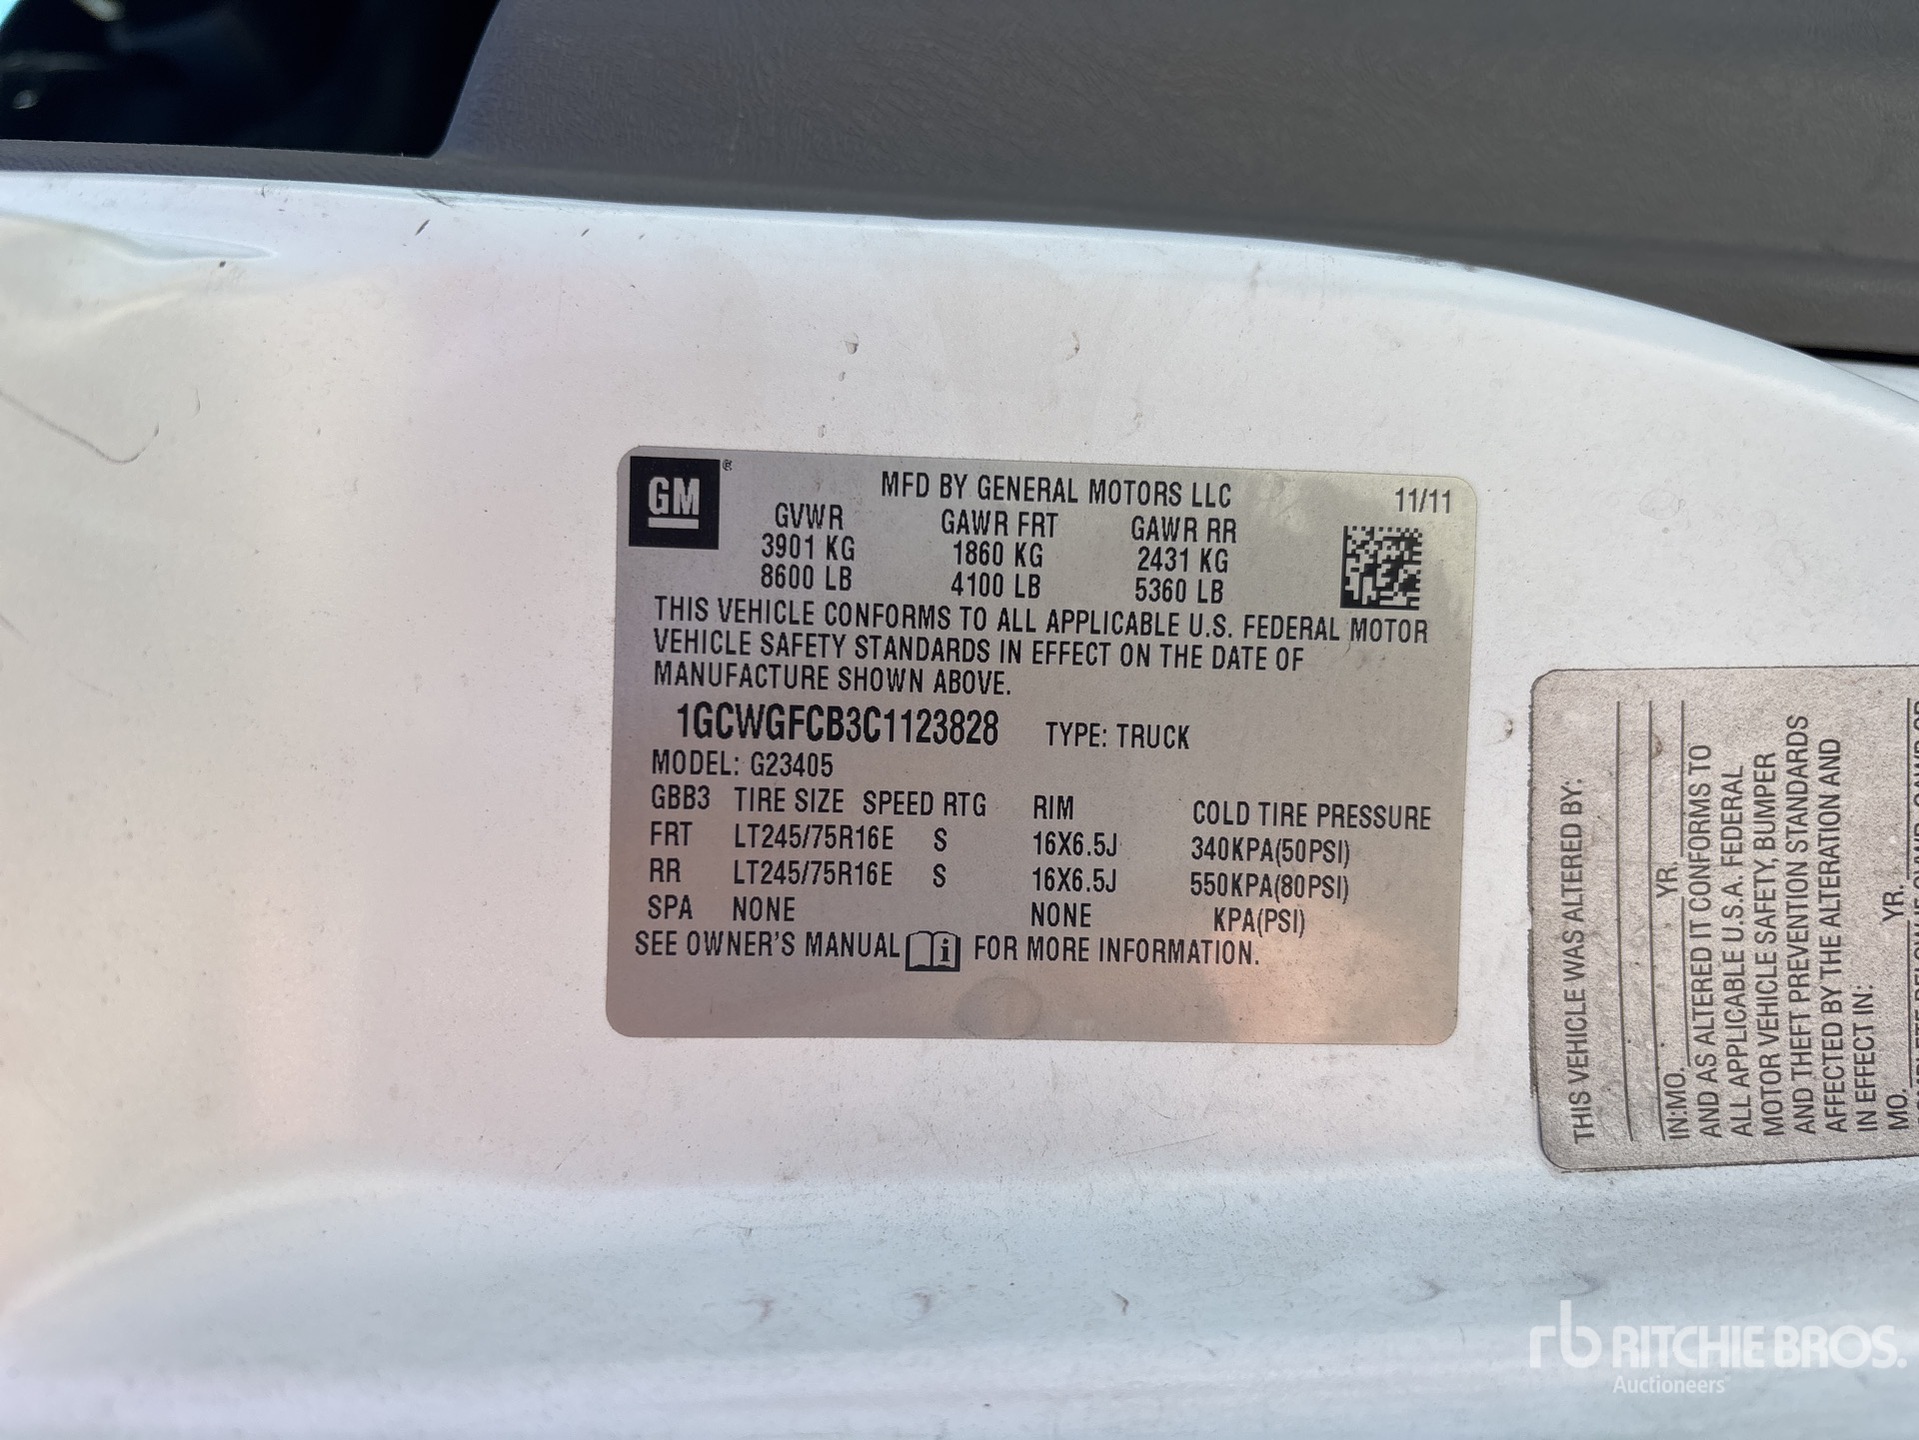 GM®
MFD BY GENERAL MOTORS LLC 11/11
GVWR GAWR FRT GAWR RR
3901 KG 1860 KG 2431 KG
8600 LB 4100 LB 5360 LB
THIS VEHICLE CONFORMS TO ALL APPLICABLE U.S. FEDERAL MOTOR
VEHICLE SAFETY STANDARDS IN EFFECT ON THE DATE OF
MANUFACTURE SHOWN ABOVE.
1GCWGFCB3C1123828 TYPE: TRUCK
MODEL: G23405
GBB3 TIRE SIZE SPEED RTG RIM COLD TIRE PRESSURE
FRT LT245/75R16E S 16X6.5J 340KPA(50PSI)
RR LT245/75R16E S 16X6.5J 550KPA(80PSI)
SPA NONE NONE KPA(PSI)
SEE OWNER'S MANUAL FOR MORE INFORMATION.
THIS VEHICLE WAS ALTERED BY:
IN:MO. YR.
AND AS ALTERED IT CONFORMS TO
ALL APPLICABLE U.S.A. FEDERAL
MOTOR VEHICLE SAFETY, BUMPER
AND THEFT PREVENTION STANDARDS
AFFECTED BY THE ALTERATION AND
IN EFFECT IN:
MO. YR.
rb RITCHIE BROS.
Auctioneers